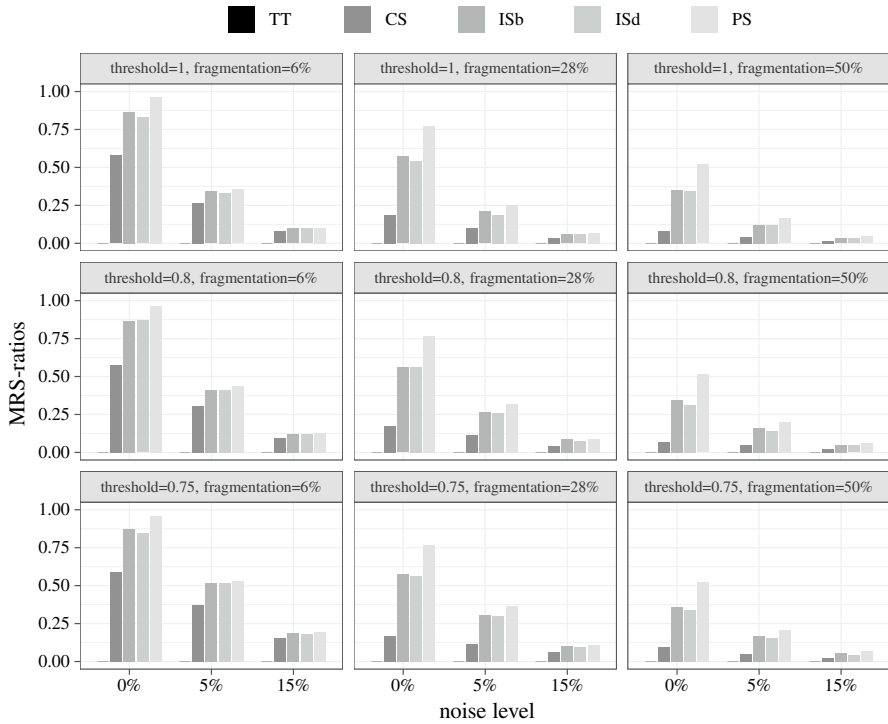 TT CS ISb ISd PS
threshold=1, fragmentation=6% threshold=1, fragmentation=28% threshold=1, fragmentation=50%
1.00
0.75
0.50
0.25
0.00
threshold=0.8, fragmentation=6% threshold=0.8, fragmentation=28% threshold=0.8, fragmentation=50%
1.00
0.75
0.50
0.25
0.00
MRS-ratios
threshold=0.75, fragmentation=6% threshold=0.75, fragmentation=28% threshold=0.75, fragmentation=50%
1.00
0.75
0.50
0.25
0.00
0% 5% 15% 0% 5% 15% 0% 5% 15%
noise level